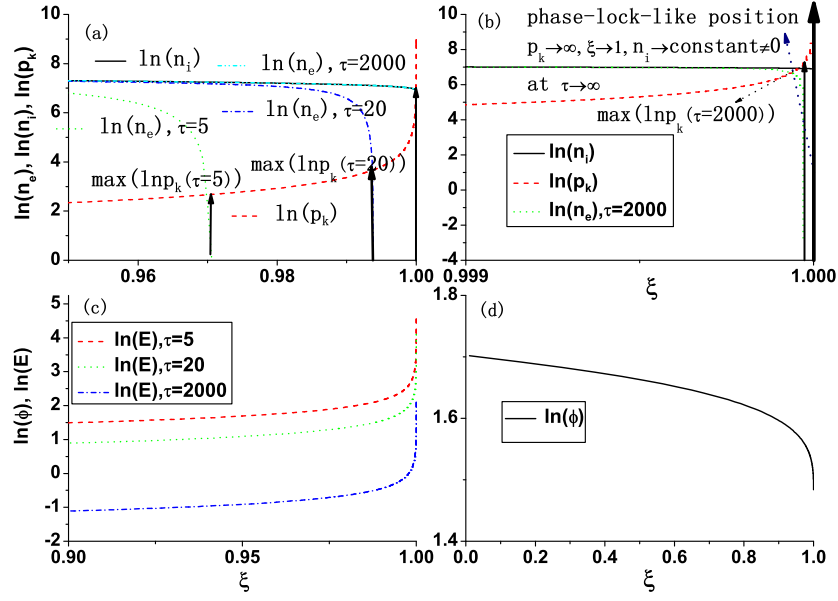 ln(n_e), ln(n_i), ln(p_k)
10
8
6
4
2
0
(a)
ln(n_i)
ln(n_e), τ=2000
ln(n_e), τ=20
ln(n_e), τ=5
max(lnp_k(τ=5))
max(lnp_k(τ=20))
ln(p_k)
0.96
0.98
1.00
10
8
6
4
2
0
-2
-4
(b)
phase-lock-like position
p_k→∞, ξ→1, n_i→constant≠0
at τ→∞
max(lnp_k(τ=2000))
ln(n_i)
ln(p_k)
ln(n_e),τ=2000
0.999
1.000
ξ
ln(ϕ), ln(E)
5
4
3
2
1
0
-1
-2
(c)
ln(E),τ=5
ln(E),τ=20
ln(E),τ=2000
0.90
0.95
1.00
ξ
1.8
1.6
1.4
(d)
ln(ϕ)
0.0
0.2
0.4
0.6
0.8
1.0
ξ